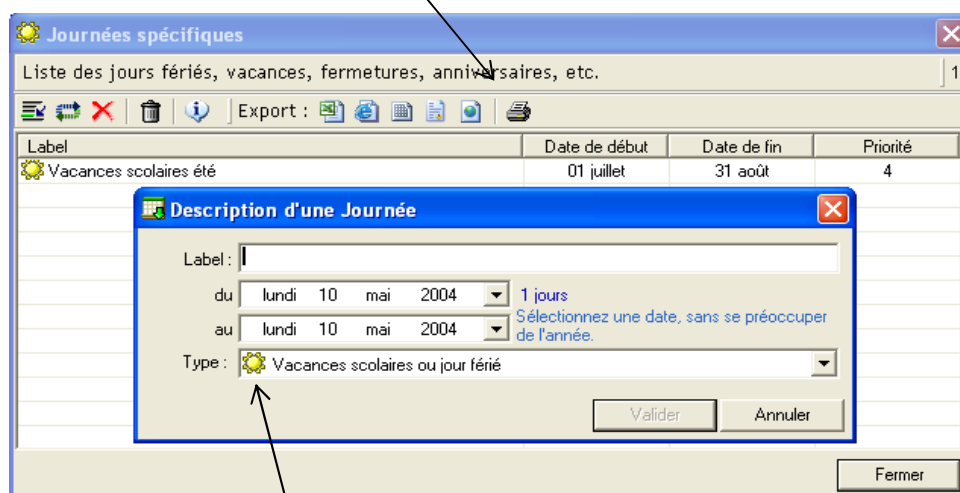 Journées spécifiques
Liste des jours fériés, vacances, fermetures, anniversaires, etc.
1
Export :
Label Date de début Date de fin Priorité
Vacances scolaires été 01 juillet 31 août 4
Description d'une Journée
Label :
du lundi 10 mai 2004 1 jours
Sélectionnez une date, sans se préoccuper
de l'année.
au lundi 10 mai 2004
Type : Vacances scolaires ou jour férié
Valider Annuler
Fermer